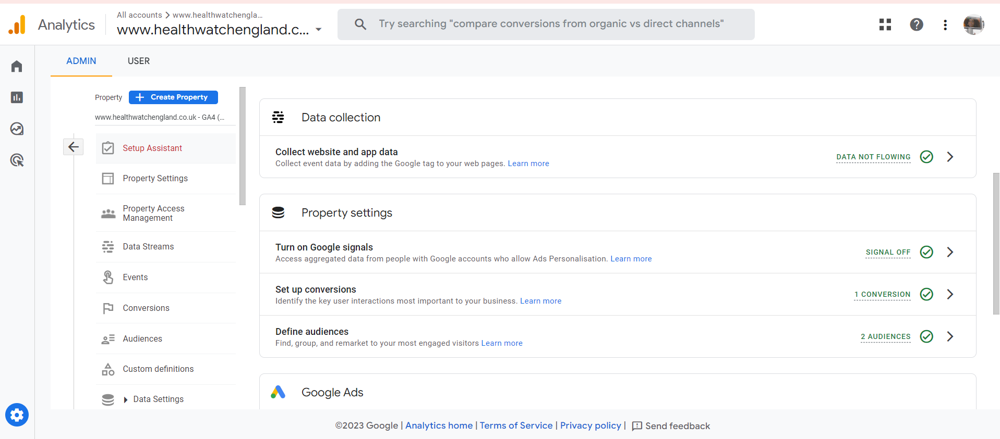 Analytics
All accounts > www.healthwatchengla...
www.healthwatchengland.c...
Try searching "compare conversions from organic vs direct channels"
ADMIN
USER
Property
Create Property
www.healthwatchengland.co.uk - GA4 (...
Setup Assistant
Property Settings
Property Access
Management
Data Streams
Events
Conversions
Audiences
Custom definitions
Data Settings
Data collection
Collect website and app data
Collect event data by adding the Google tag to your web pages. Learn more
DATA NOT FLOWING
Property settings
Turn on Google signals
Access aggregated data from people with Google accounts who allow Ads Personalisation. Learn more
SIGNAL OFF
Set up conversions
Identify the key user interactions most important to your business. Learn more
1 CONVERSION
Define audiences
Find, group, and remarket to your most engaged visitors Learn more
2 AUDIENCES
Google Ads
©2023 Google | Analytics home | Terms of Service | Privacy policy | Send feedback